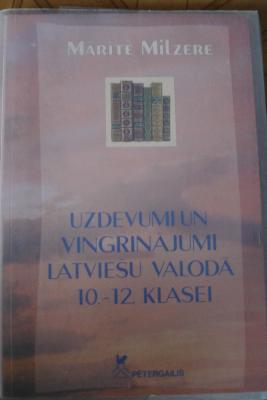 MĀRĪTE MILZERE
UZDEVUMI UN
VINGRINĀJUMI
LATVIEŠU VALODĀ
10.-12. KLASEI
PĒTERGAILIS